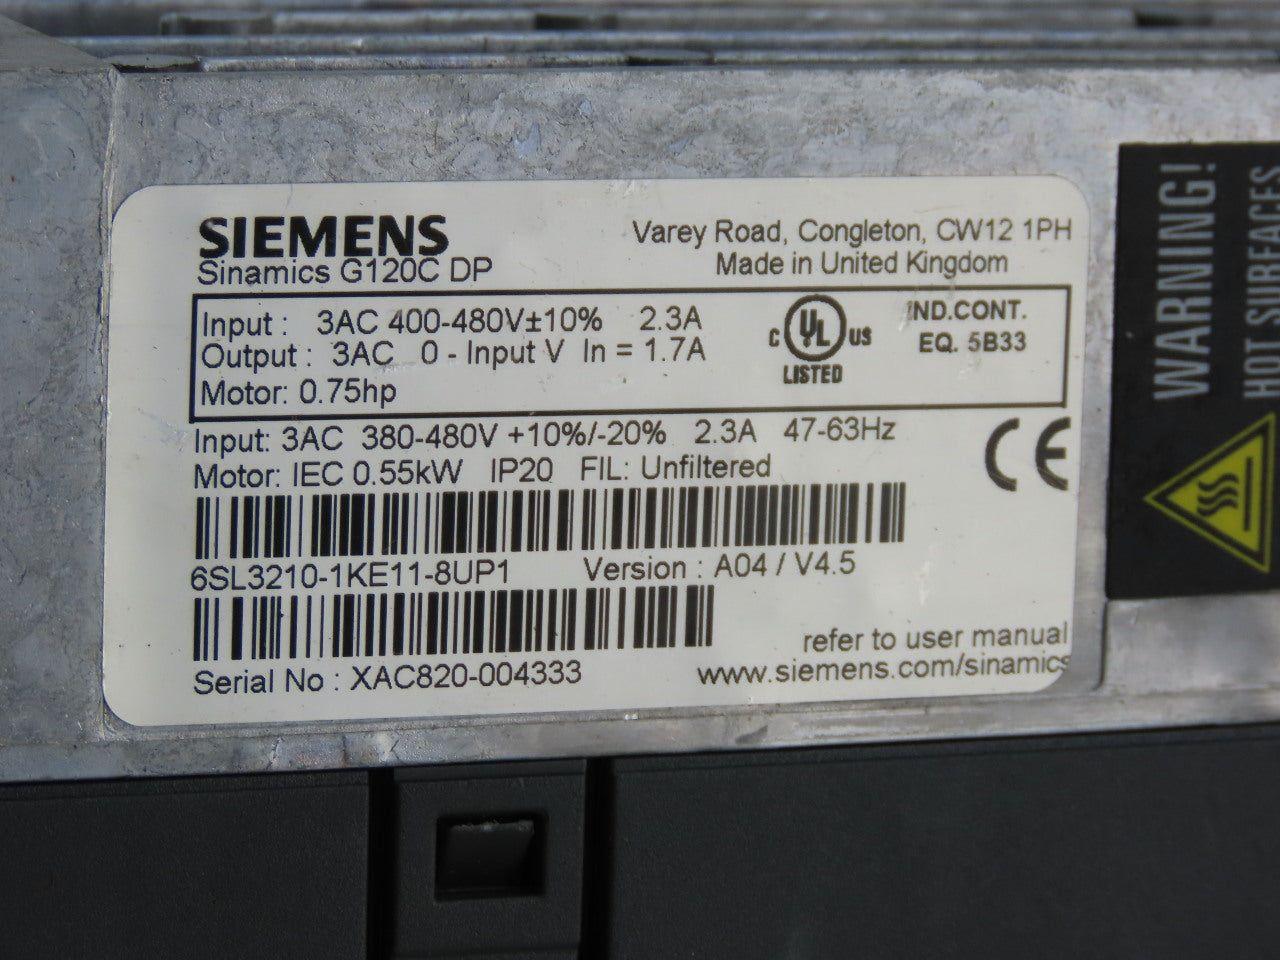 SIEMENS
Sinamics G120C DP
Varey Road, Congleton, CW12 1PH
Made in United Kingdom
Input : 3AC 400-480V±10% 2.3A
Output : 3AC 0 - Input V In = 1.7A
Motor: 0.75hp
C UL US
LISTED
IND.CONT.
EQ. 5B33
Input: 3AC 380-480V +10%/-20% 2.3A 47-63Hz
Motor: IEC 0.55kW IP20 FIL: Unfiltered
CE
6SL3210-1KE11-8UP1 Version : A04 / V4.5
refer to user manual
Serial No : XAC820-004333
www.siemens.com/sinamics
WARNING!
HOT SURFACES